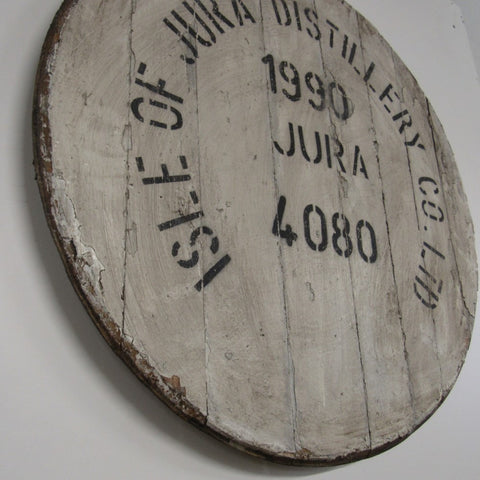 ISLE OF JURA DISTILLERY CO. LTD
1990
JURA
4080